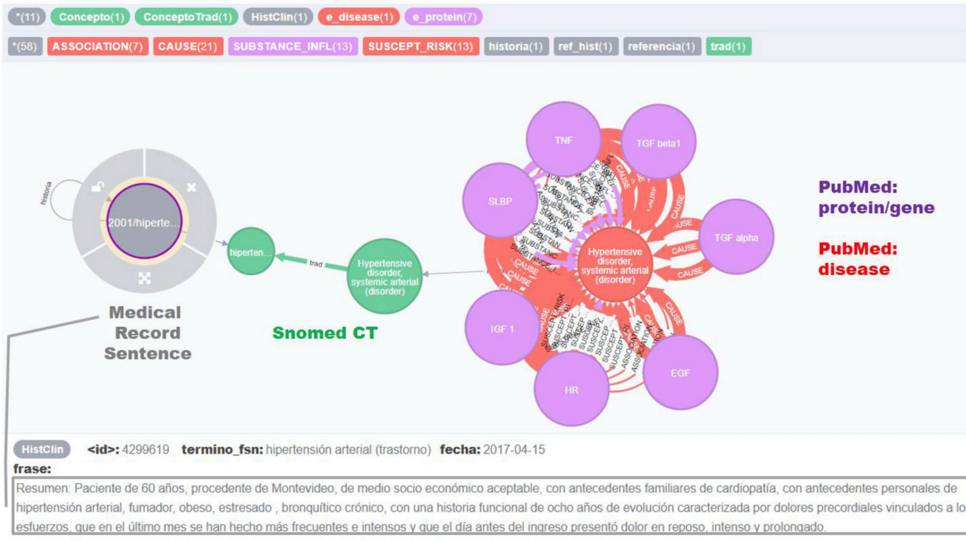 *(11) Concepto(1) ConceptoTrad(1) HistClin(1) e_disease(1) e_protein(7)
*(58) ASSOCIATION(7) CAUSE(21) SUBSTANCE_INFL(13) SUSCEPT_RISK(13) historia(1) ref_hist(1) referencia(1) trad(1)
historia
2001/hiperte...
hiperten...
trad
Hypertensive
disorder,
systemic arterial
(disorder)
Medical
Record
Sentence
Snomed CT
TNF
TGF beta1
SLBP
TGF alpha
IGF 1
HR
EGF
Hypertensive
disorder,
systemic arterial
(disorder)
CAUSE
CAUSE
CAUSE
CAUSE
CAUSE
CAUSE
CAUSE
CAUSE
PubMed:
protein/gene
PubMed:
disease
HistClin <id>: 4299619 termino_fsn: hipertensión arterial (trastorno) fecha: 2017-04-15
frase:
Resumen: Paciente de 60 años, procedente de Montevideo, de medio socio económico aceptable, con antecedentes familiares de cardiopatía, con antecedentes personales de
hipertensión arterial, fumador, obeso, estresado , bronquítico crónico, con una historia funcional de ocho años de evolución caracterizada por dolores precordiales vinculados a lo
esfuerzos, que en el último mes se han hecho más frecuentes e intensos y que el día antes del ingreso presentó dolor en reposo, intenso y prolongado.